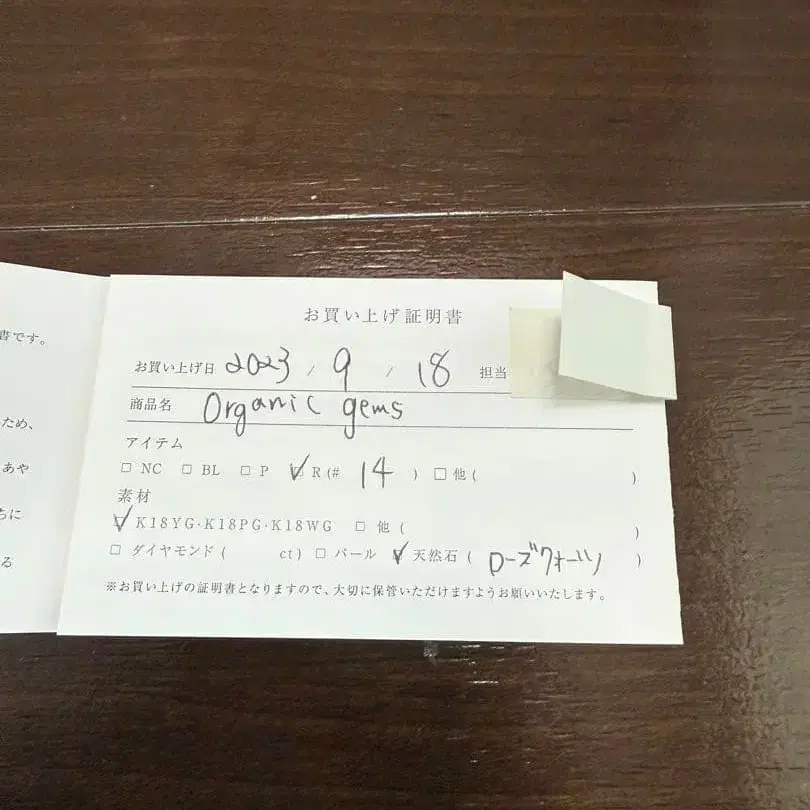 書です。
ため、
あや
ちに
る
お買い上げ証明書
お買い上げ日 2023 / 9 / 18 担当
商品名 Organic gems
アイテム
□ NC □ BL □ P ☑ R (# 14 ) □ 他 ( )
素材
☑ K18YG・K18PG・K18WG □ 他 ( )
□ ダイヤモンド ( ct) □ パール ☑ 天然石 ( ローズクォーツ )
※お買い上げの証明書となりますので、大切に保管いただけますようお願いいたします。